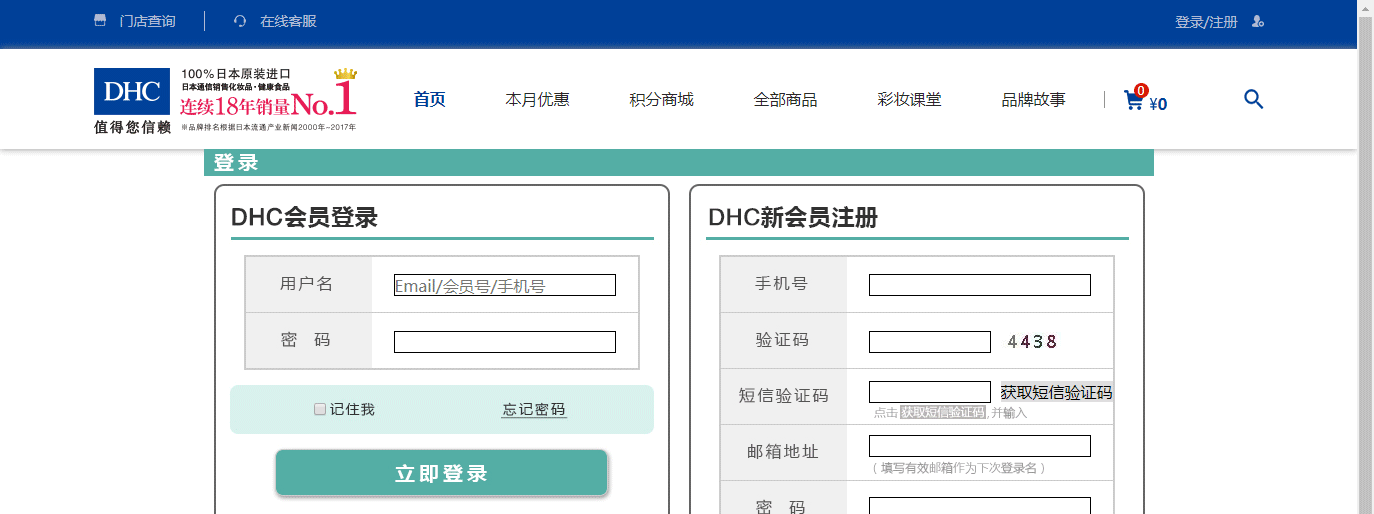 门店查询 在线客服 登录/注册
DHC
值得您信赖
100%日本原装进口
日本通信销售化妆品·健康食品
连续18年销量No.1
※品牌排名根据日本流通产业新闻2000年~2017年
首页 本月优惠 积分商城 全部商品 彩妆课堂 品牌故事 0 ¥0
登录
DHC会员登录
用户名 Email/会员号/手机号
密 码
记住我 忘记密码
立即登录
DHC新会员注册
手机号
验证码 4438
短信验证码 获取短信验证码
点击 获取短信验证码, 并输入
邮箱地址
( 填写有效邮箱作为下次登录名 )
密 码